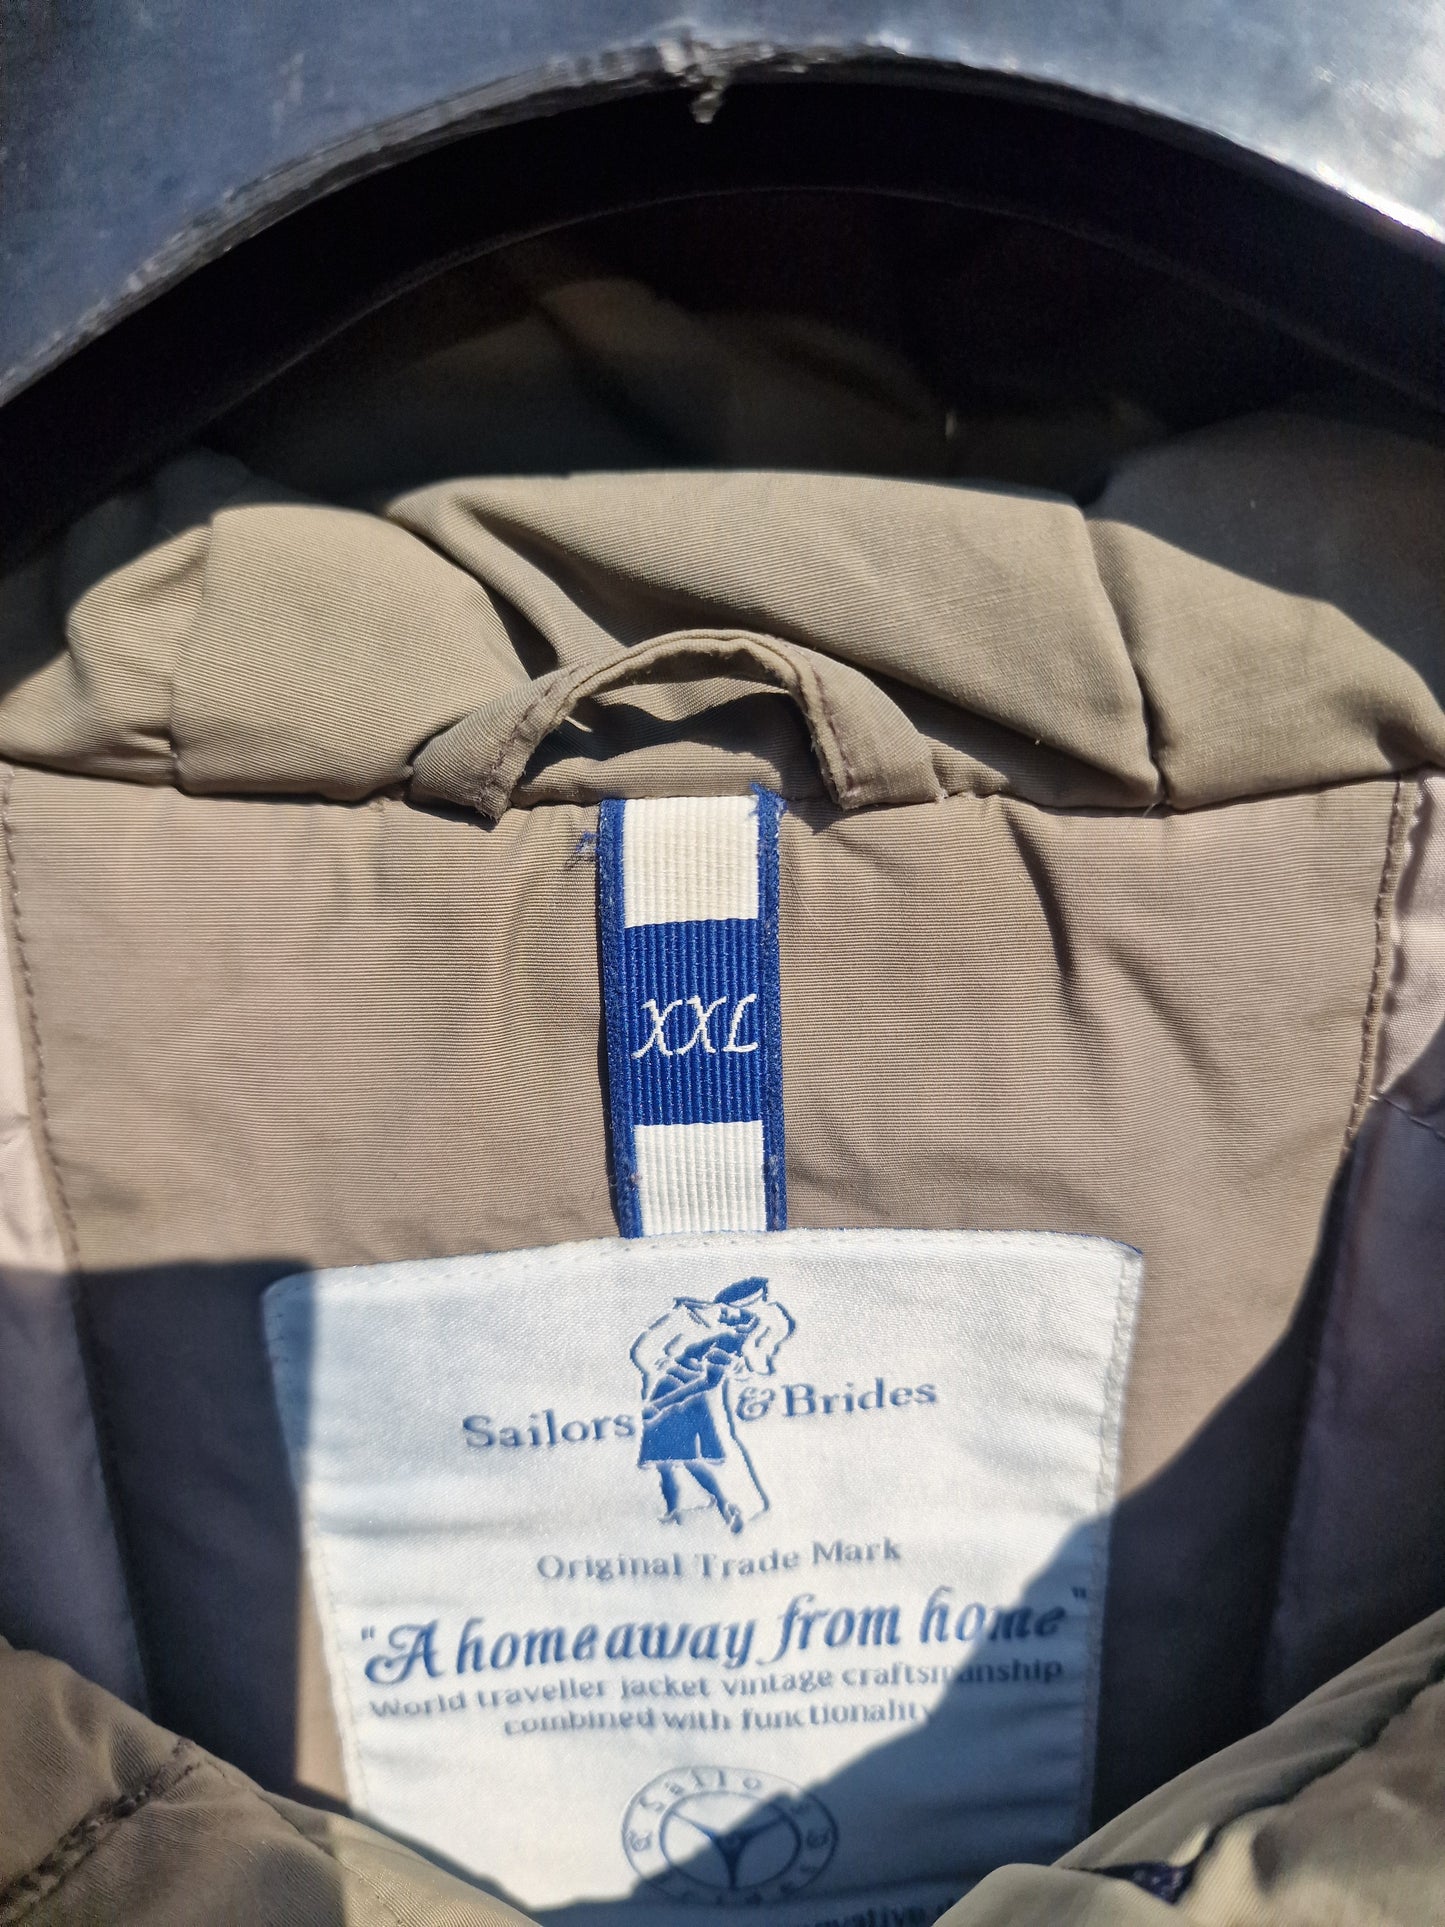 XXL
Sailors & Brides
Original Trade Mark
"A home away from home"
World traveller jacket vintage craftsmanship
combined with functionality